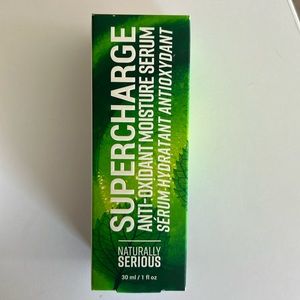 SUPERCHARGE
ANTI-OXIDANT MOISTURE SERUM
SÉRUM-HYDRATANT ANTIOXYDANT
NATURALLY
SERIOUS
30 ml / 1 fl oz